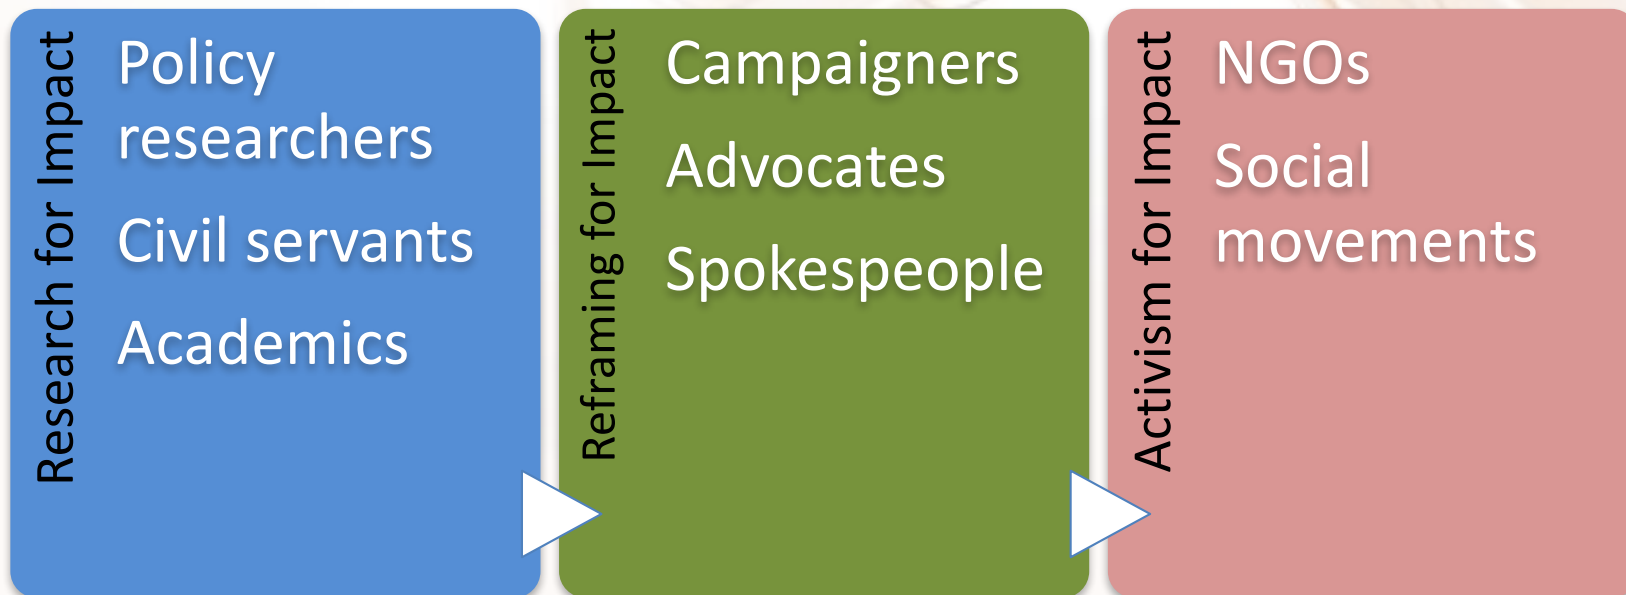 Research for Impact
Policy
researchers
Civil servants
Academics
Reframing for Impact
Campaigners
Advocates
Spokespeople
Activism for Impact
NGOs
Social
movements